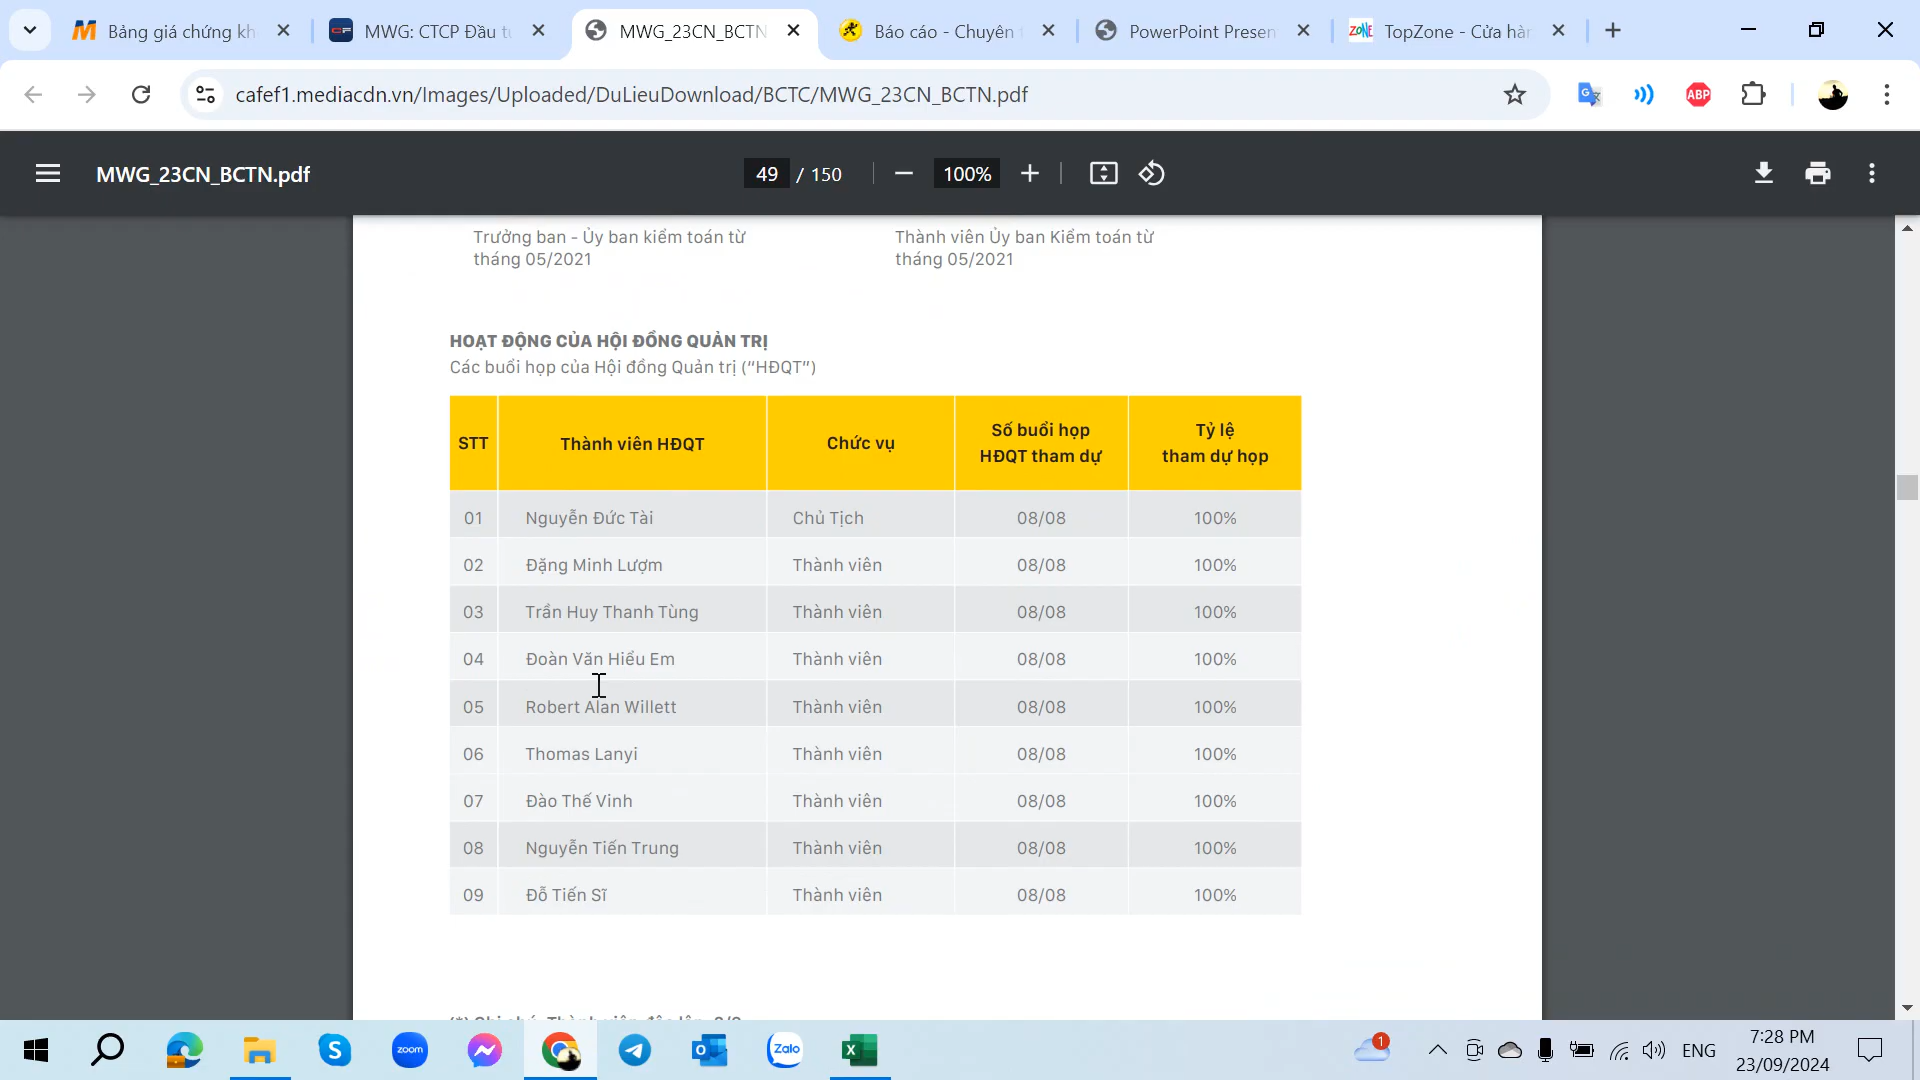 Bảng giá chứng kh
MWG: CTCP Đầu t
MWG_23CN_BCTN
Báo cáo - Chuyên
PowerPoint Presen
ZONE
TopZone - Cửa hàn
cafef1.mediacdn.vn/Images/Uploaded/DuLieuDownload/BCTC/MWG_23CN_BCTN.pdf
ABP
MWG_23CN_BCTN.pdf
49 / 150
100%
Trưởng ban - Ủy ban kiểm toán từ
tháng 05/2021
Thành viên Ủy ban Kiểm toán từ
tháng 05/2021
HOẠT ĐỘNG CỦA HỘI ĐỒNG QUẢN TRỊ
Các buổi họp của Hội đồng Quản trị (“HĐQT”)
STT Thành viên HĐQT Chức vụ Số buổi họp HĐQT tham dự Tỷ lệ tham dự họp
01 Nguyễn Đức Tài Chủ Tịch 08/08 100%
02 Đặng Minh Lượm Thành viên 08/08 100%
03 Trần Huy Thanh Tùng Thành viên 08/08 100%
04 Đoàn Văn Hiểu Em Thành viên 08/08 100%
05 Robert Alan Willett Thành viên 08/08 100%
06 Thomas Lanyi Thành viên 08/08 100%
07 Đào Thế Vinh Thành viên 08/08 100%
08 Nguyễn Tiến Trung Thành viên 08/08 100%
09 Đỗ Tiến Sĩ Thành viên 08/08 100%
zoom
Zalo
1
ENG
7:28 PM
23/09/2024